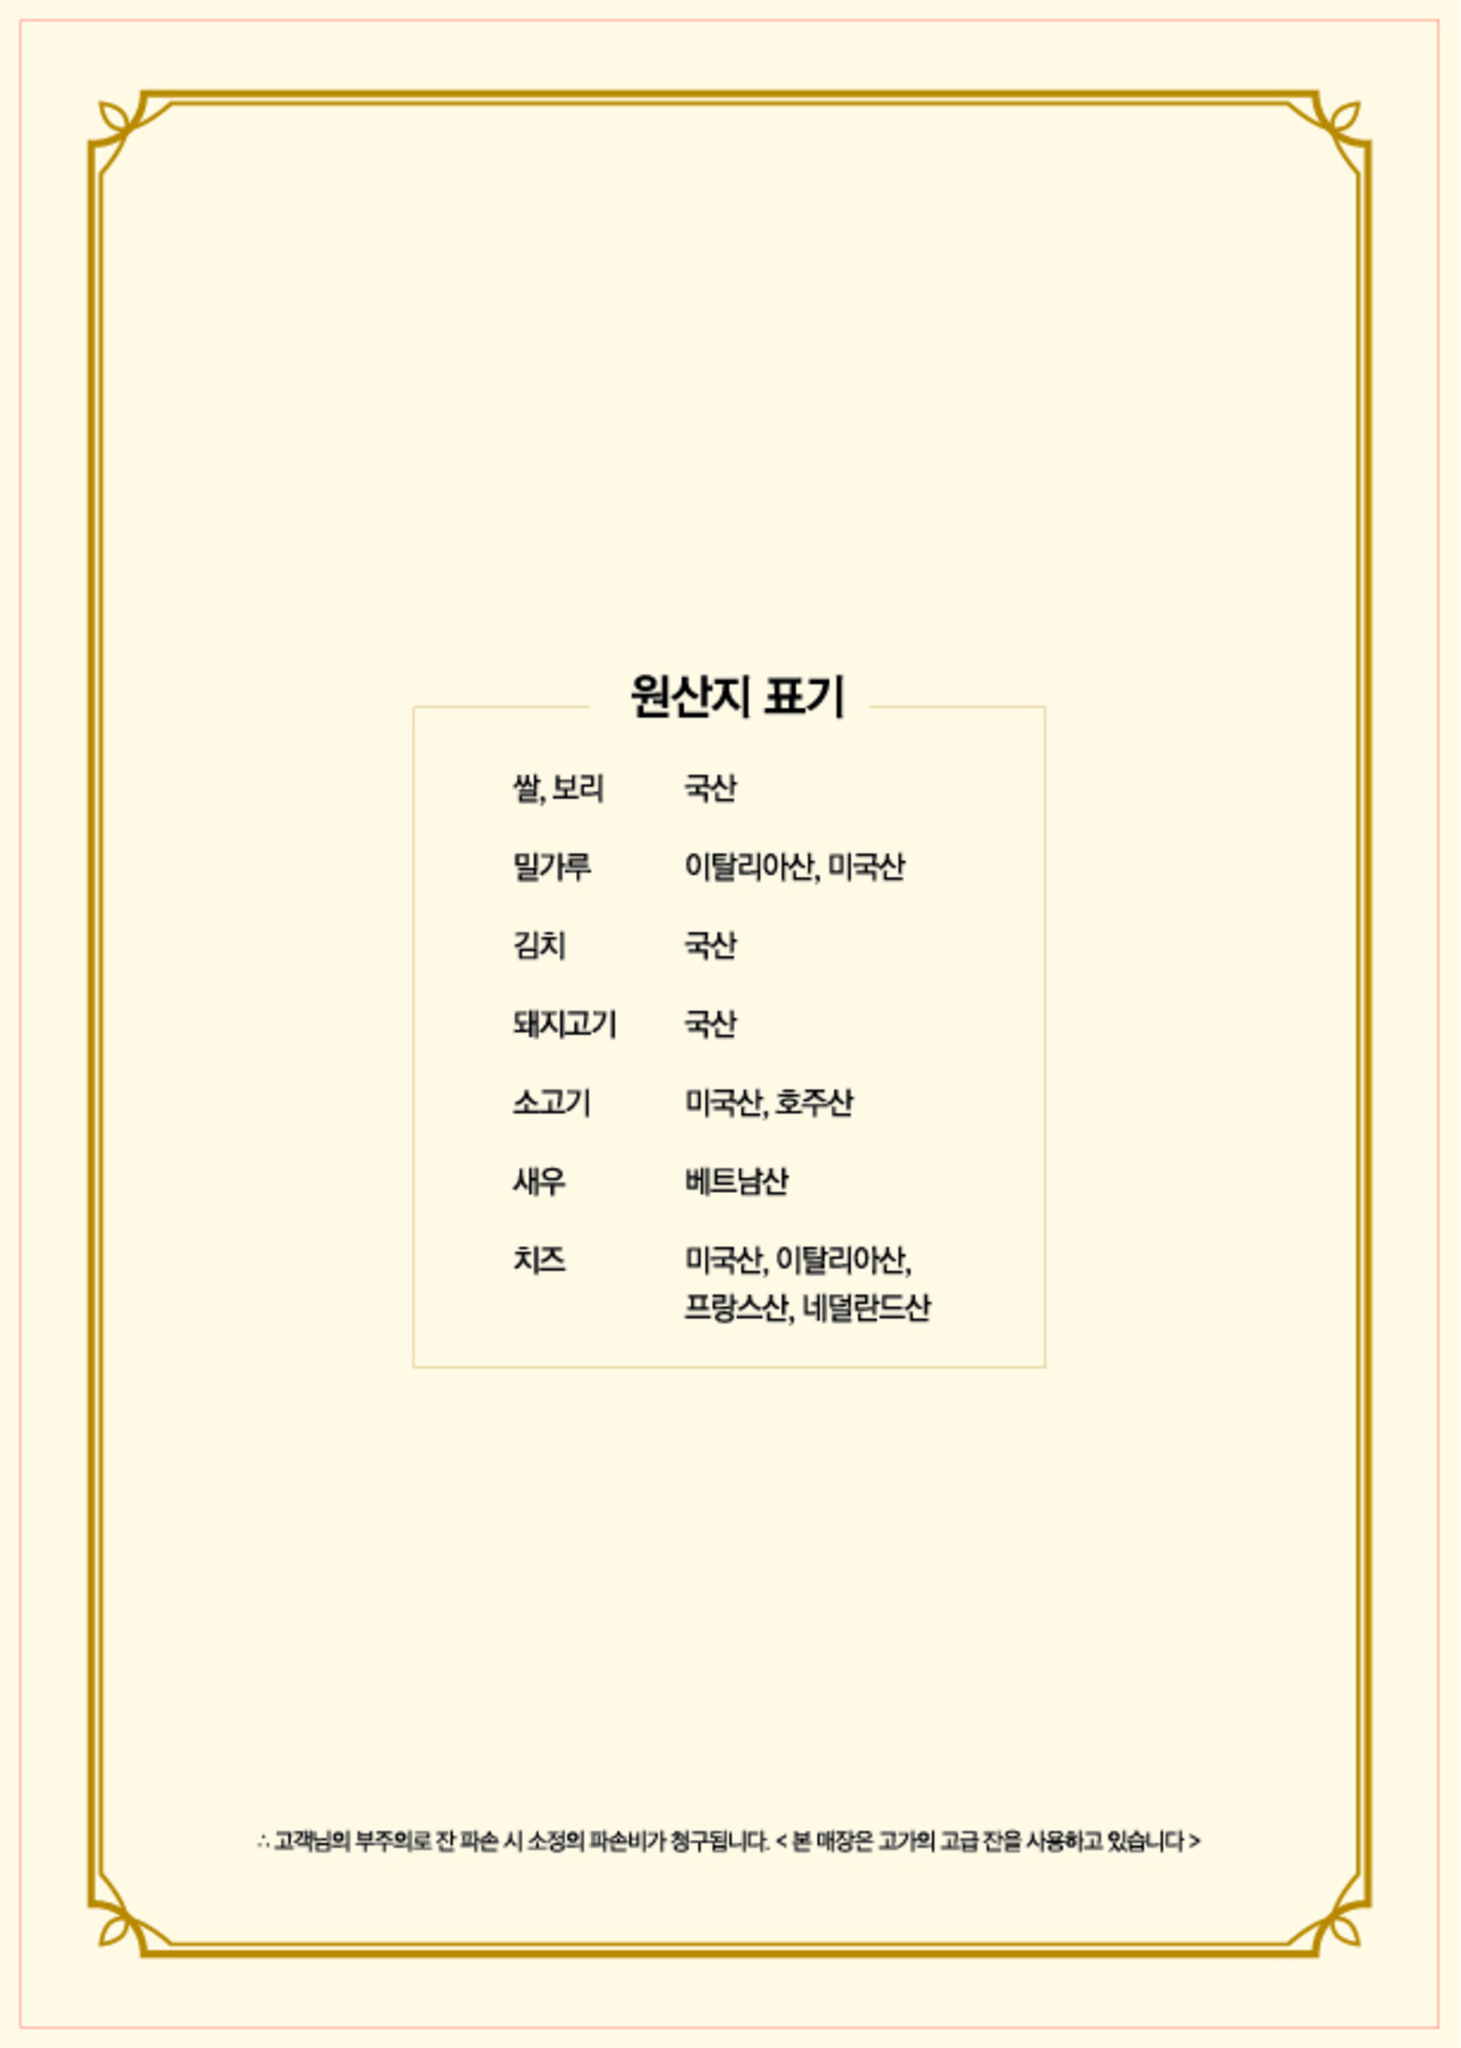 원산지 표기
쌀, 보리 국산
밀가루 이탈리아산, 미국산
김치 국산
돼지고기 국산
소고기 미국산, 호주산
새우 베트남산
치즈 미국산, 이탈리아산,
프랑스산, 네덜란드산
∴ 고객님의 부주의로 잔 파손 시 소정의 파손비가 청구됩니다. < 본 매장은 고가의 고급 잔을 사용하고 있습니다 >